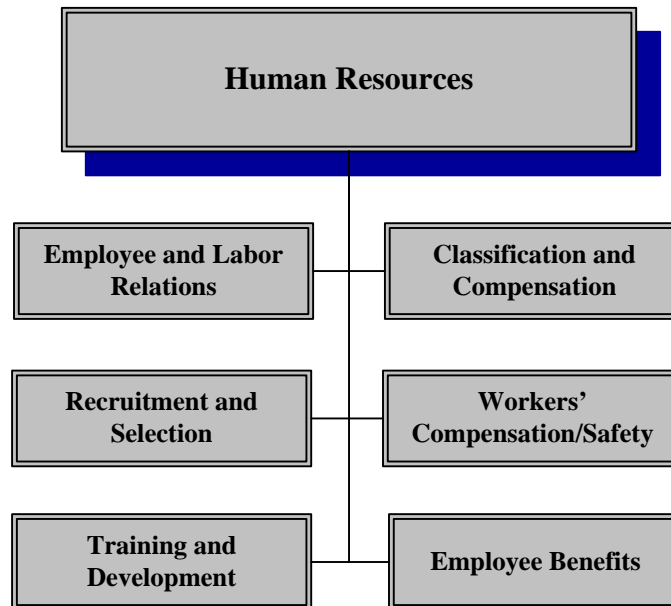 Human Resources
Employee and Labor
Relations
Classification and
Compensation
Recruitment and
Selection
Workers’
Compensation/Safety
Training and
Development
Employee Benefits